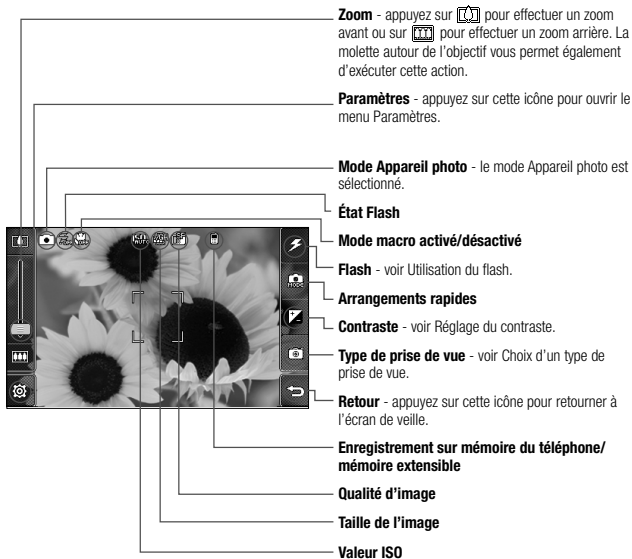 Zoom - appuyez sur pour effectuer un zoom
avant ou sur pour effectuer un zoom arrière. La
molette autour de l'objectif vous permet également
d'exécuter cette action.
Paramètres - appuyez sur cette icône pour ouvrir le
menu Paramètres.
Mode Appareil photo - le mode Appareil photo est
sélectionné.
État Flash
Mode macro activé/désactivé
Flash - voir Utilisation du flash.
Arrangements rapides
Contraste - voir Réglage du contraste.
Type de prise de vue - voir Choix d'un type de
prise de vue.
Retour - appuyez sur cette icône pour retourner à
l'écran de veille.
Enregistrement sur mémoire du téléphone/
mémoire extensible
Qualité d'image
Taille de l'image
Valeur ISO
ISO
AUTO
MODE